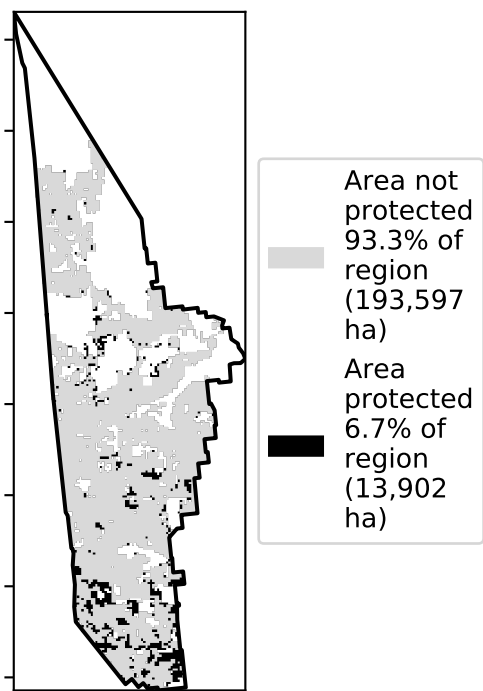 Area not
protected
93.3% of
region
(193,597
ha)
Area
protected
6.7% of
region
(13,902
ha)